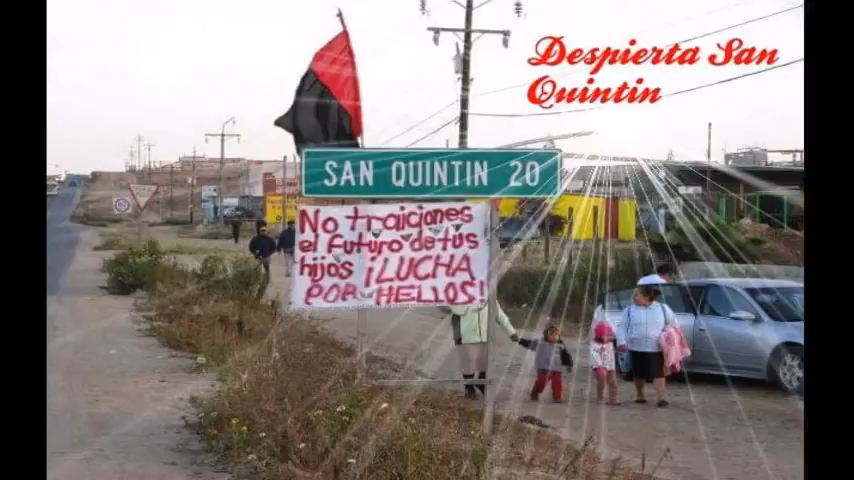 Despierta San
Quintin
SAN QUINTIN 20
No traiciones
el futuro de tus
hijos ¡LUCHA
POR HELLOS!